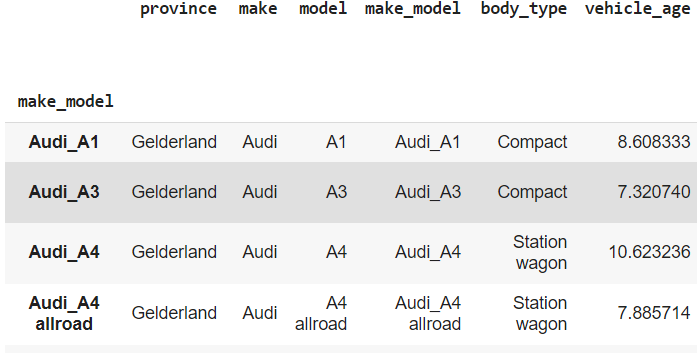 province make model make_model body_type vehicle_age
make_model
Audi_A1 Gelderland Audi A1 Audi_A1 Compact 8.608333
Audi_A3 Gelderland Audi A3 Audi_A3 Compact 7.320740
Audi_A4 Gelderland Audi A4 Audi_A4 Station wagon 10.623236
Audi_A4 allroad Gelderland Audi A4 allroad Audi_A4 allroad Station wagon 7.885714